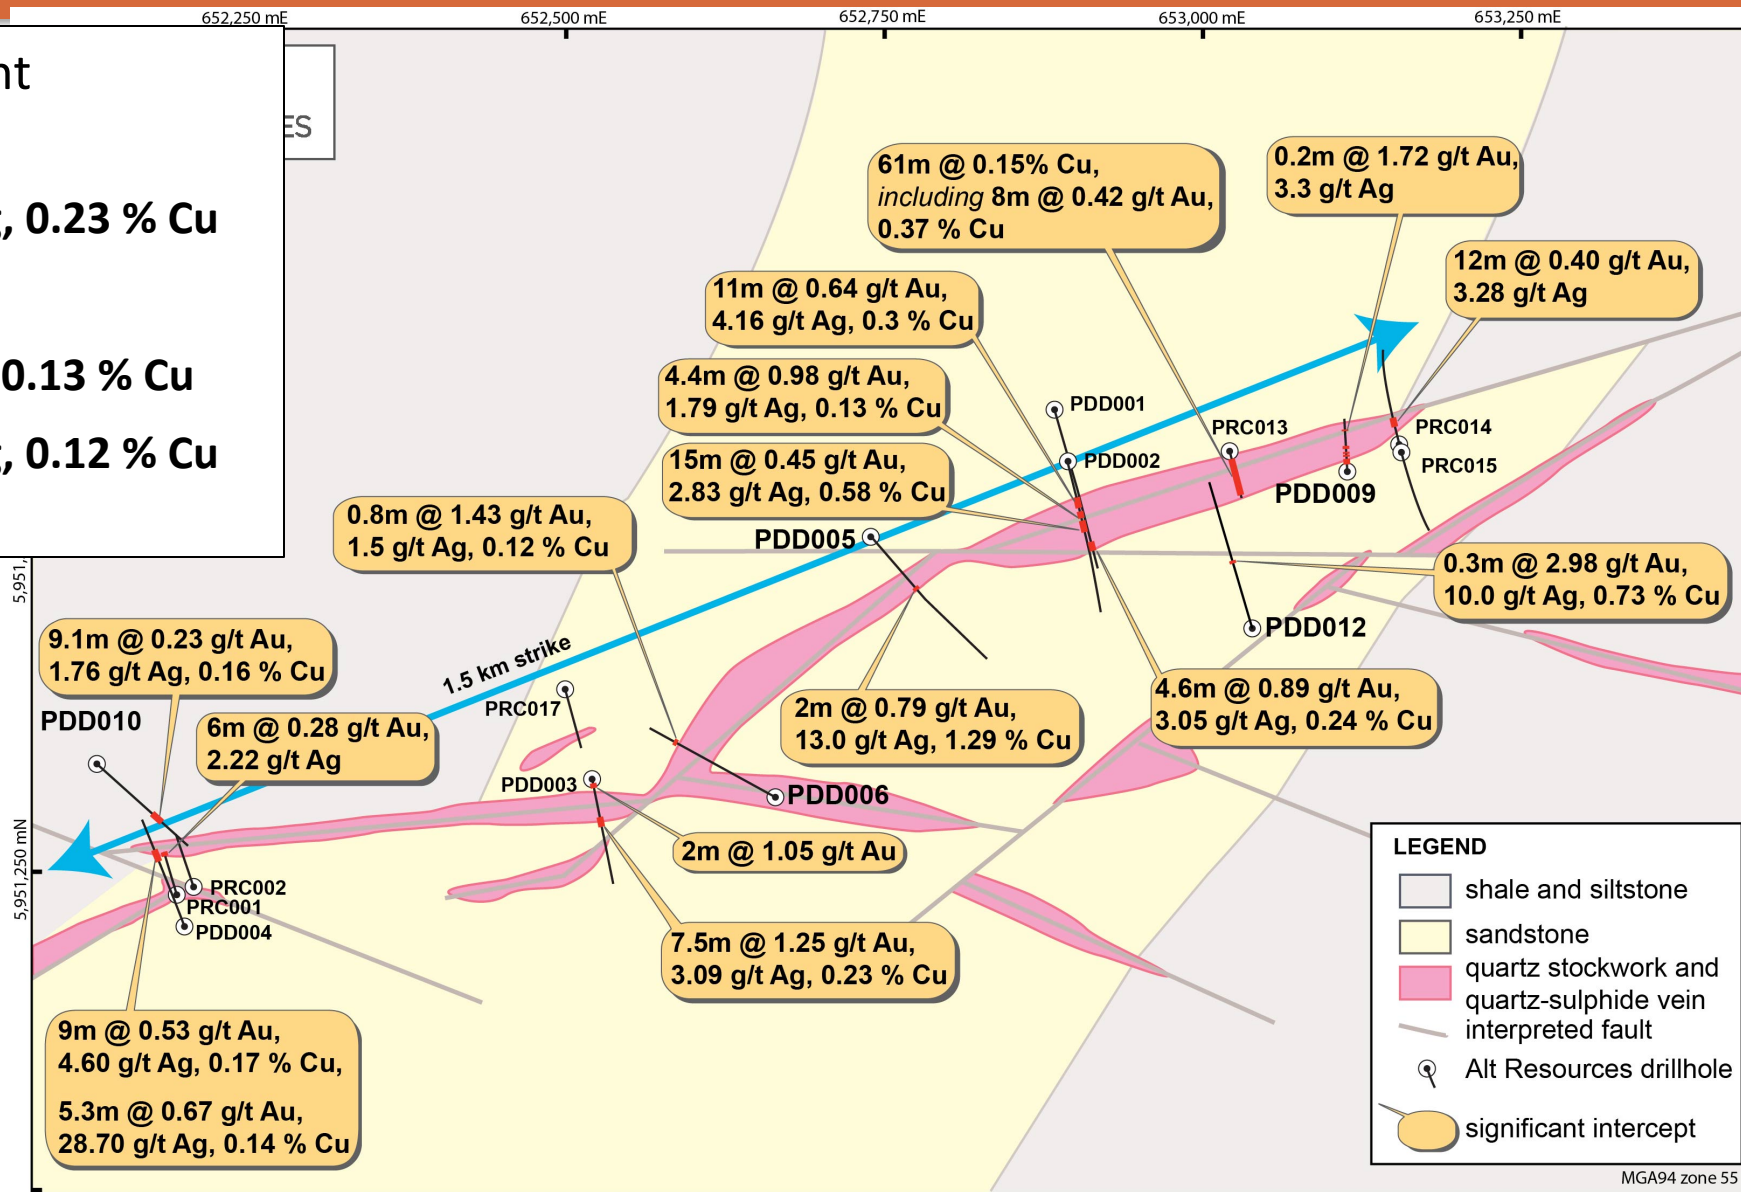 652,250 mE
652,500 mE
652,750 mE
653,000 mE
653,250 mE
0.23 % Cu
0.13 % Cu
0.12 % Cu
61m @ 0.15% Cu,
including 8m @ 0.42 g/t Au,
0.37 % Cu
0.2m @ 1.72 g/t Au,
3.3 g/t Ag
12m @ 0.40 g/t Au,
3.28 g/t Ag
11m @ 0.64 g/t Au,
4.16 g/t Ag, 0.3 % Cu
4.4m @ 0.98 g/t Au,
1.79 g/t Ag, 0.13 % Cu
15m @ 0.45 g/t Au,
2.83 g/t Ag, 0.58 % Cu
0.8m @ 1.43 g/t Au,
1.5 g/t Ag, 0.12 % Cu
PDD001
PDD002
PRC013
PRC014
PRC015
PDD009
PDD005
0.3m @ 2.98 g/t Au,
10.0 g/t Ag, 0.73 % Cu
PDD012
9.1m @ 0.23 g/t Au,
1.76 g/t Ag, 0.16 % Cu
1.5 km strike
PDD010
6m @ 0.28 g/t Au,
2.22 g/t Ag
PRC017
2m @ 0.79 g/t Au,
13.0 g/t Ag, 1.29 % Cu
4.6m @ 0.89 g/t Au,
3.05 g/t Ag, 0.24 % Cu
PDD003
PDD006
2m @ 1.05 g/t Au
5,951,250 mN
PRC002
PRC001
PDD004
7.5m @ 1.25 g/t Au,
3.09 g/t Ag, 0.23 % Cu
9m @ 0.53 g/t Au,
4.60 g/t Ag, 0.17 % Cu,
5.3m @ 0.67 g/t Au,
28.70 g/t Ag, 0.14 % Cu
LEGEND
shale and siltstone
sandstone
quartz stockwork and
quartz-sulphide vein
interpreted fault
Alt Resources drillhole
significant intercept
MGA94 zone 55